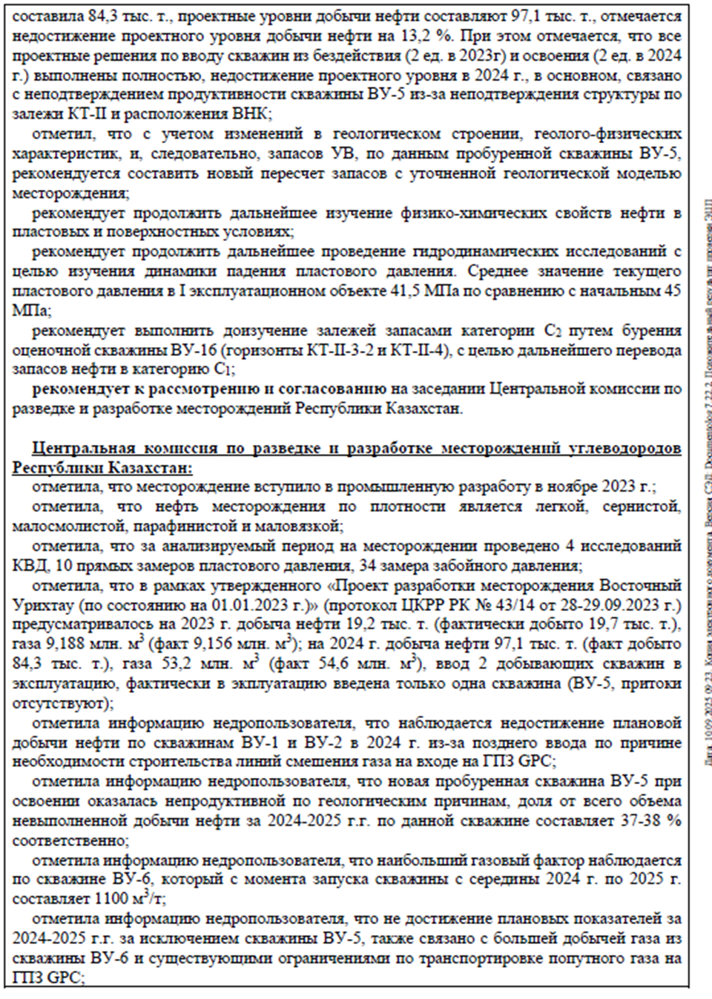 составила 84,3 тыс. т., проектные уровни добычи нефти составляют 97,1 тыс. т., отмечается
недостижение проектного уровня добычи нефти на 13,2 %. При этом отмечается, что все
проектные решения по вводу скважин из бездействия (2 ед. в 2023г) и освоения (2 ед. в 2024
г.) выполнены полностью, недостижение проектного уровня в 2024 г., в основном, связано
с неподтверждением продуктивности скважины ВУ-5 из-за неподтверждения структуры по
залежи КТ-II и расположения ВНК;
отметил, что с учетом изменений в геологическом строении, геолого-физических
характеристик, и, следовательно, запасов УВ, по данным пробуренной скважины ВУ-5,
рекомендуется составить новый пересчет запасов с уточненной геологической моделью
месторождения;
рекомендует продолжить дальнейшее изучение физико-химических свойств нефти в
пластовых и поверхностных условиях;
рекомендует продолжить дальнейшее проведение гидродинамических исследований с
целью изучения динамики падения пластового давления. Среднее значение текущего
пластового давления в I эксплуатационном объекте 41,5 МПа по сравнению с начальным 45
МПа;
рекомендует выполнить доизучение залежей запасами категории С₂ путем бурения
оценочной скважины ВУ-16 (горизонты КТ-II-3-2 и КТ-II-4), с целью дальнейшего перевода
запасов нефти в категорию С₁;
рекомендует к рассмотрению и согласованию на заседании Центральной комиссии по
разведке и разработке месторождений Республики Казахстан.
Центральная комиссия по разведке и разработке месторождений углеводородов
Республики Казахстан:
отметила, что месторождение вступило в промышленную разработу в ноябре 2023 г.;
отметила, что нефть месторождения по плотности является легкой, сернистой,
малосмолистой, парафинистой и маловязкой;
отметила, что за анализируемый период на месторождении проведено 4 исследований
КВД, 10 прямых замеров пластового давления, 34 замера забойного давления;
отметила, что в рамках утвержденного «Проект разработки месторождения Восточный
Урихтау (по состоянию на 01.01.2023 г.)» (протокол ЦКРР РК № 43/14 от 28-29.09.2023 г.)
предусматривалось на 2023 г. добыча нефти 19,2 тыс. т. (фактически добыто 19,7 тыс. т.),
газа 9,188 млн. м³ (факт 9,156 млн. м³); на 2024 г. добыча нефти 97,1 тыс. т. (факт добыто
84,3 тыс. т.), газа 53,2 млн. м³ (факт 54,6 млн. м³), ввод 2 добывающих скважин в
эксплуатацию, фактически в экплуатацию введена только одна скважина (ВУ-5, притоки
отсутствуют);
отметила информацию недропользователя, что наблюдается недостижение плановой
добычи нефти по скважинам ВУ-1 и ВУ-2 в 2024 г. из-за позднего ввода по причине
необходимости строительства линий смешения газа на входе на ГПЗ GPC;
отметила информацию недропользователя, что новая пробуренная скважина ВУ-5 при
освоении оказалась непродуктивной по геологическим причинам, доля от всего объема
невыполненной добычи нефти за 2024-2025 г.г. по данной скважине составляет 37-38 %
соответственно;
отметила информацию недропользователя, что наибольший газовый фактор наблюдается
по скважине ВУ-6, который с момента запуска скважины с середины 2024 г. по 2025 г.
составляет 1100 м³/т;
отметила информацию недропользователя, что не достижение плановых показателей за
2024-2025 г.г. за исключением скважины ВУ-5, также связано с большей добычей газа из
скважины ВУ-6 и существующими ограничениями по транспортировке попутного газа на
ГПЗ GPC;
Дата: 10.09.2025 09:23. Копия электронного документа. Версия СЭД: Documentolog 7.22.2. Положительный результат проверки ЭЦП